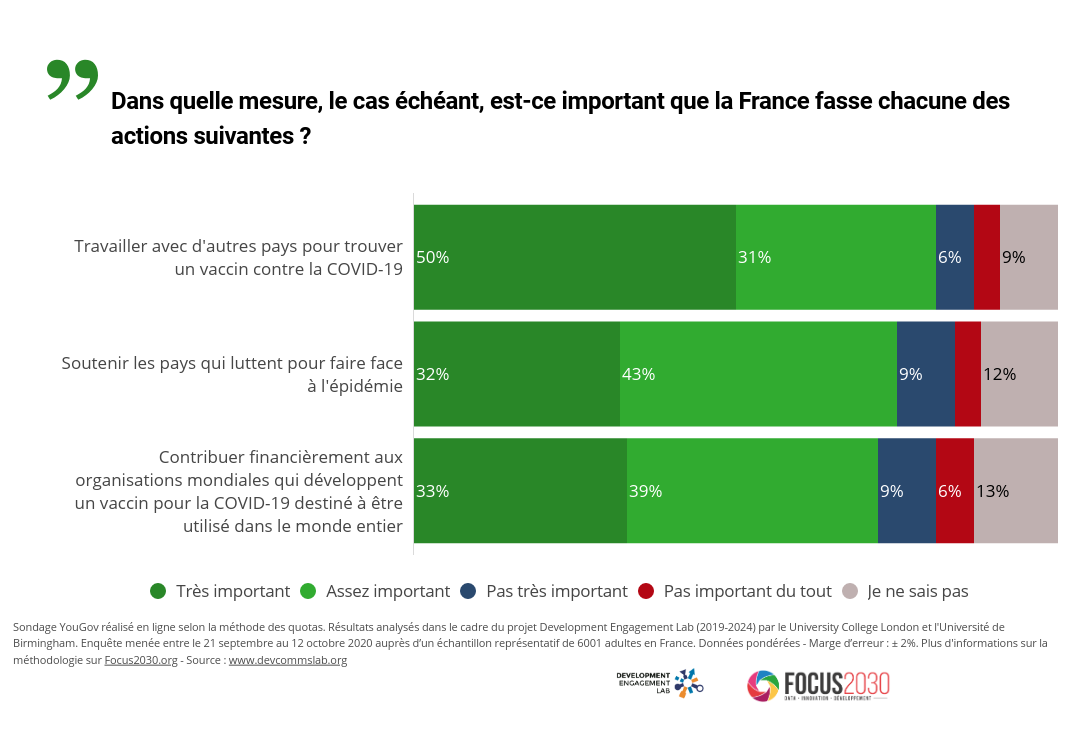 ”
Dans quelle mesure, le cas échéant, est-ce important que la France fasse chacune des
actions suivantes ?
Travailler avec d'autres pays pour trouver
un vaccin contre la COVID-19
50% 31% 6% 9%
Soutenir les pays qui luttent pour faire face
à l'épidémie
32% 43% 9% 12%
Contribuer financièrement aux
organisations mondiales qui développent
un vaccin pour la COVID-19 destiné à être
utilisé dans le monde entier
33% 39% 9% 6% 13%
Très important Assez important Pas très important Pas important du tout Je ne sais pas
Sondage YouGov réalisé en ligne selon la méthode des quotas. Résultats analysés dans le cadre du projet Development Engagement Lab (2019-2024) par le University College London et l'Université de
Birmingham. Enquête menée entre le 21 septembre au 12 octobre 2020 auprès d’un échantillon représentatif de 6001 adultes en France. Données pondérées - Marge d’erreur : ± 2%. Plus d'informations sur la
méthodologie sur Focus2030.org - Source : www.devcommslab.org
DEVELOPMENT
ENGAGEMENT
LAB
FOCUS2030
DATA • INNOVATION • DÉVELOPPEMENT